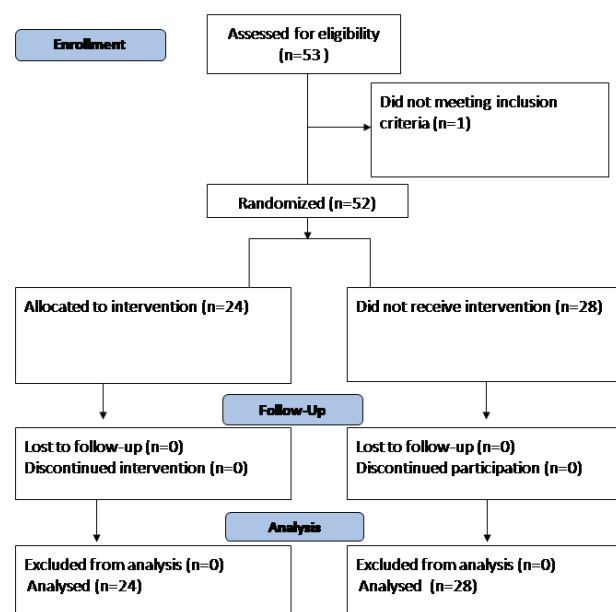 Enrollment
Assessed for eligibility
(n=53 )
Did not meeting inclusion
criteria (n=1)
Randomized (n=52)
Allocated to intervention (n=24)
Did not receive intervention (n=28)
Follow-Up
Lost to follow-up (n=0)
Discontinued intervention (n=0)
Lost to follow-up (n=0)
Discontinued participation (n=0)
Analysis
Excluded from analysis (n=0)
Analysed (n=24)
Excluded from analysis (n=0)
Analysed (n=28)